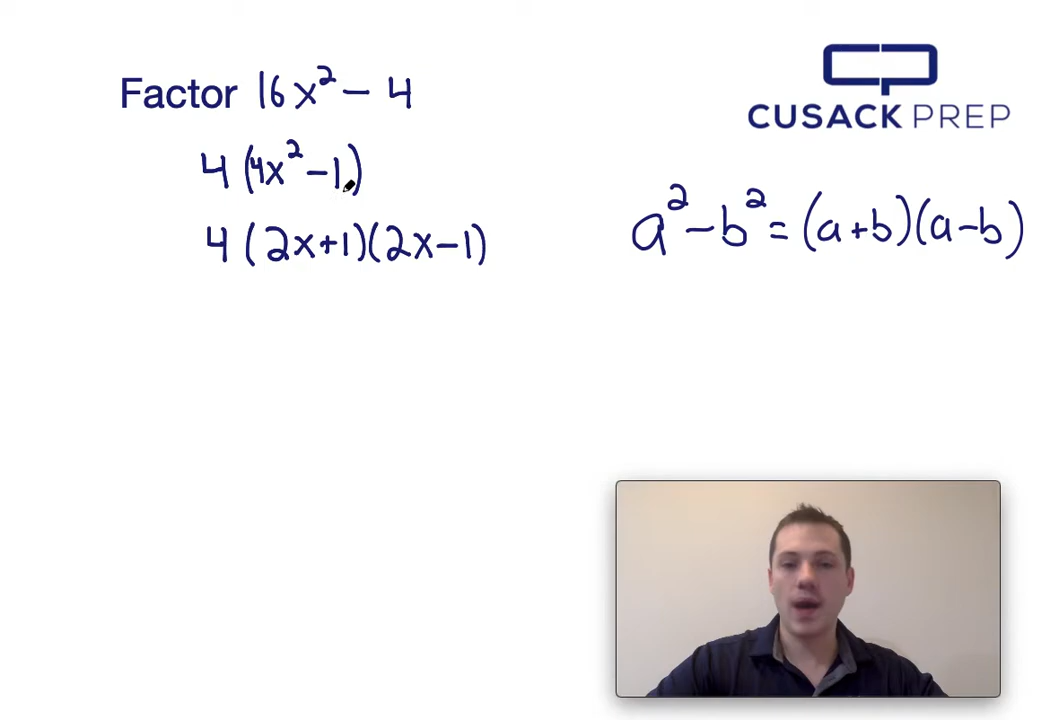 Factor 16x² − 4
4(4x² − 1)
4(2x+1)(2x−1)
CUSACK PREP
a² − b² = (a+b)(a−b)